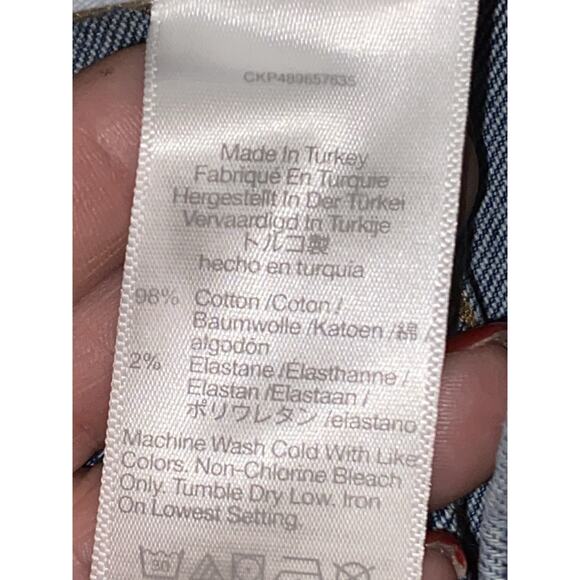 CKP489657635
Made In Turkey
Fabriqué En Turquie
Hergestellt In Der Türkei
Vervaardigd In Turkije
トルコ製
hecho en turquía
98% Cotton /Coton /
Baumwolle /Katoen /綿 /
algodón
2% Elastane /Élasthanne /
Elastan /Elastaan /
ポリウレタン /elastano
Machine Wash Cold With Like
Colors. Non-Chlorine Bleach
Only. Tumble Dry Low. Iron
On Lowest Setting.
30